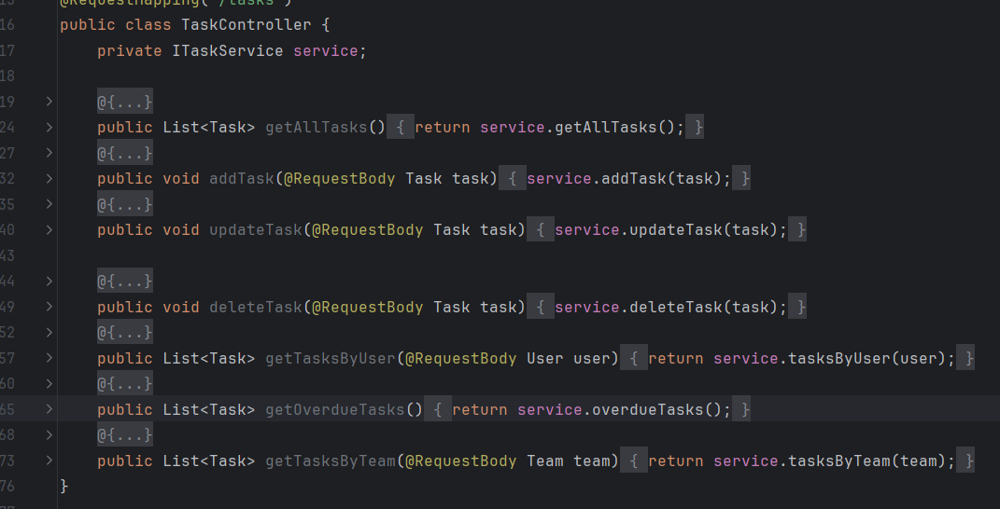 @RequestMapping("/tasks")
16 public class TaskController {
17 private ITaskService service;
18
19 @{...}
24 public List<Task> getAllTasks() { return service.getAllTasks(); }
27 @{...}
32 public void addTask(@RequestBody Task task) { service.addTask(task); }
35 @{...}
40 public void updateTask(@RequestBody Task task) { service.updateTask(task); }
43
44 @{...}
49 public void deleteTask(@RequestBody Task task) { service.deleteTask(task); }
52 @{...}
57 public List<Task> getTasksByUser(@RequestBody User user) { return service.tasksByUser(user); }
60 @{...}
65 public List<Task> getOverdueTasks() { return service.overdueTasks(); }
68 @{...}
73 public List<Task> getTasksByTeam(@RequestBody Team team) { return service.tasksByTeam(team); }
76 }